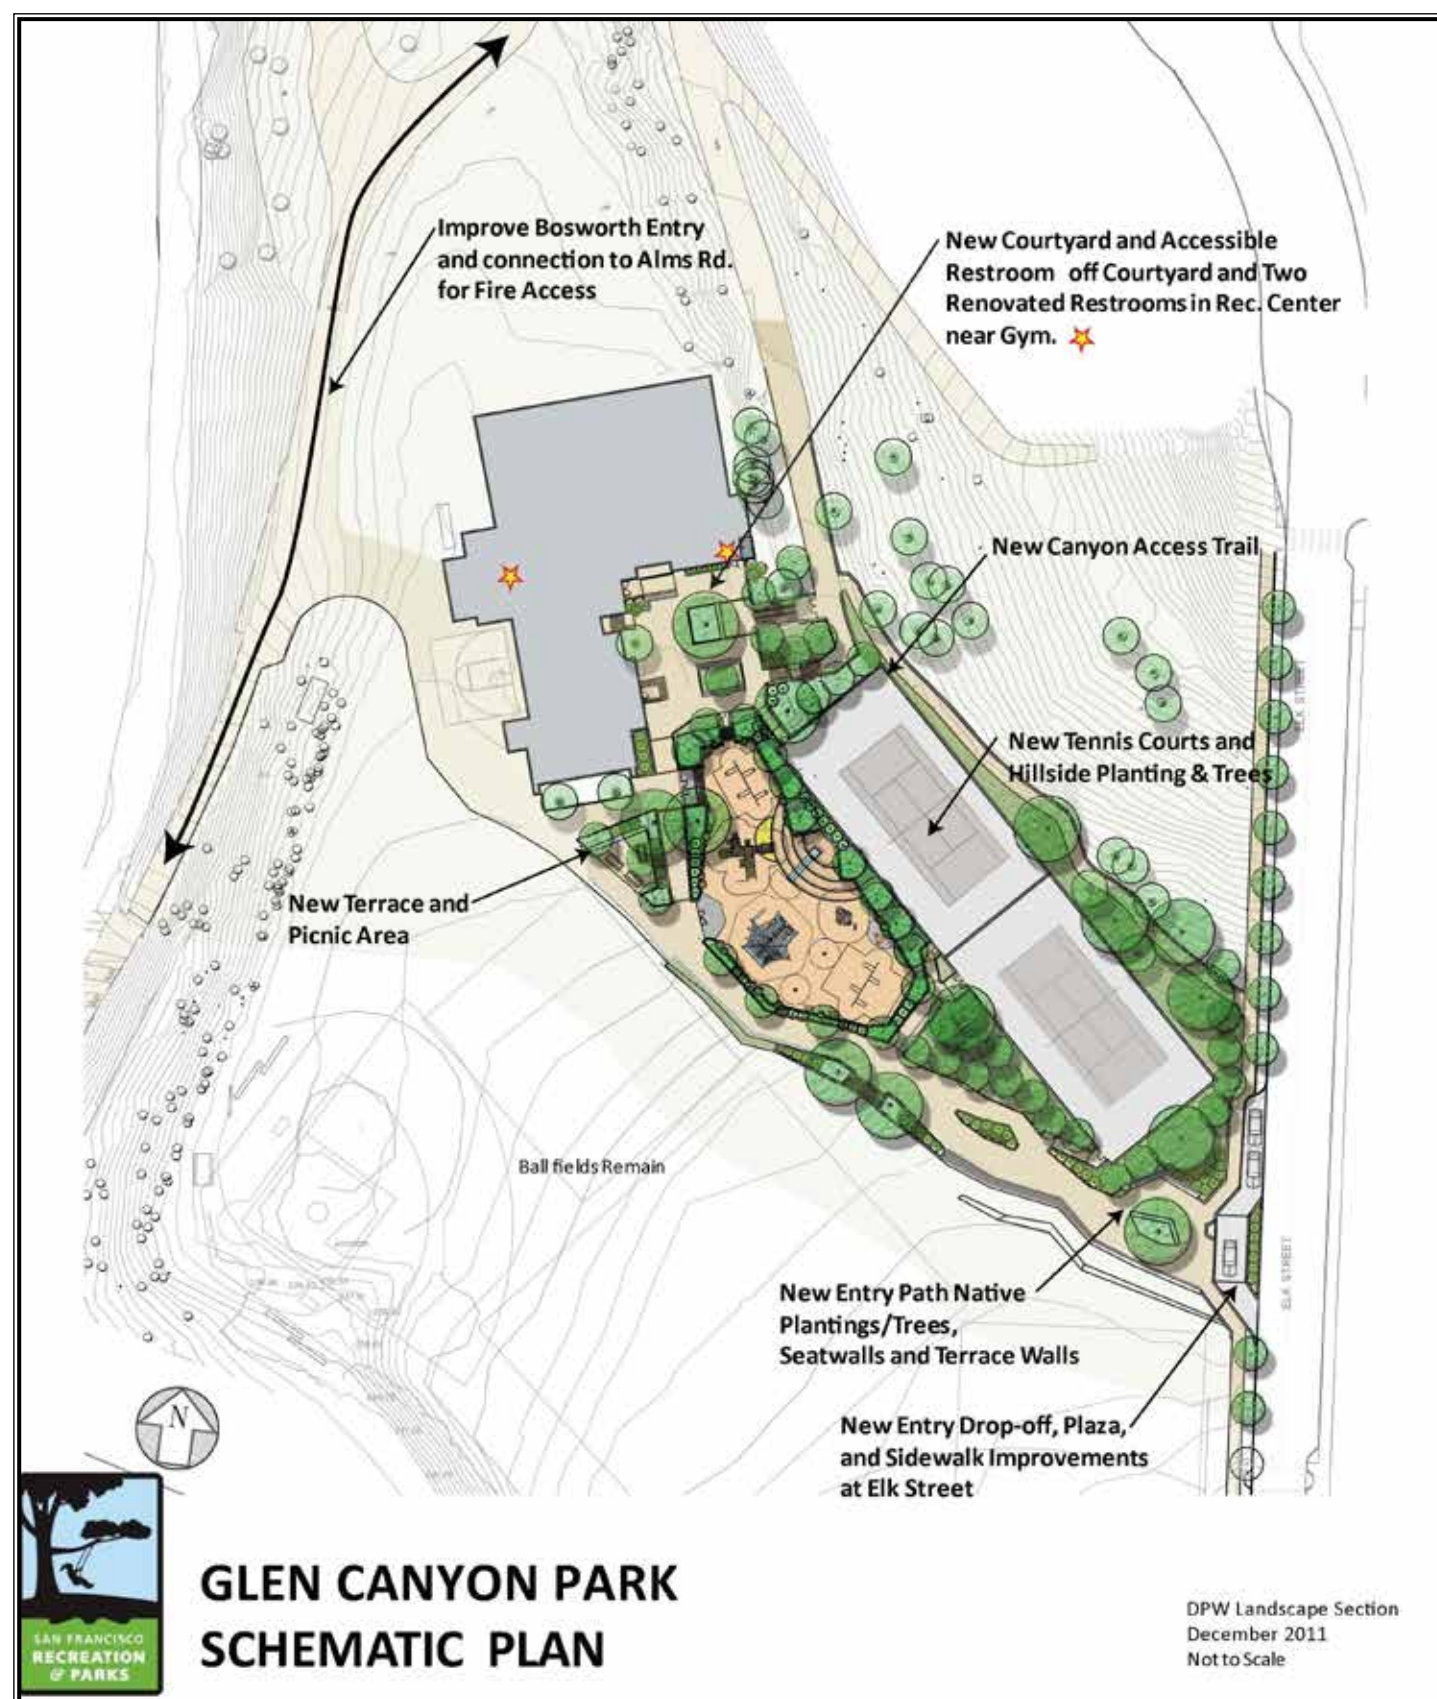 Improve Bosworth Entry
and connection to Alms Rd.
for Fire Access
New Courtyard and Accessible
Restroom off Courtyard and Two
Renovated Restrooms in Rec. Center
near Gym.
New Canyon Access Trail
ELK STREET
New Tennis Courts and
Hillside Planting & Trees
New Terrace and
Picnic Area
Ball fields Remain
ELK STREET
New Entry Path Native
Plantings/Trees,
Seatwalls and Terrace Walls
New Entry Drop-off, Plaza,
and Sidewalk Improvements
at Elk Street
N
GLEN CANYON PARK
SCHEMATIC PLAN
SAN FRANCISCO
RECREATION
& PARKS
DPW Landscape Section
December 2011
Not to Scale